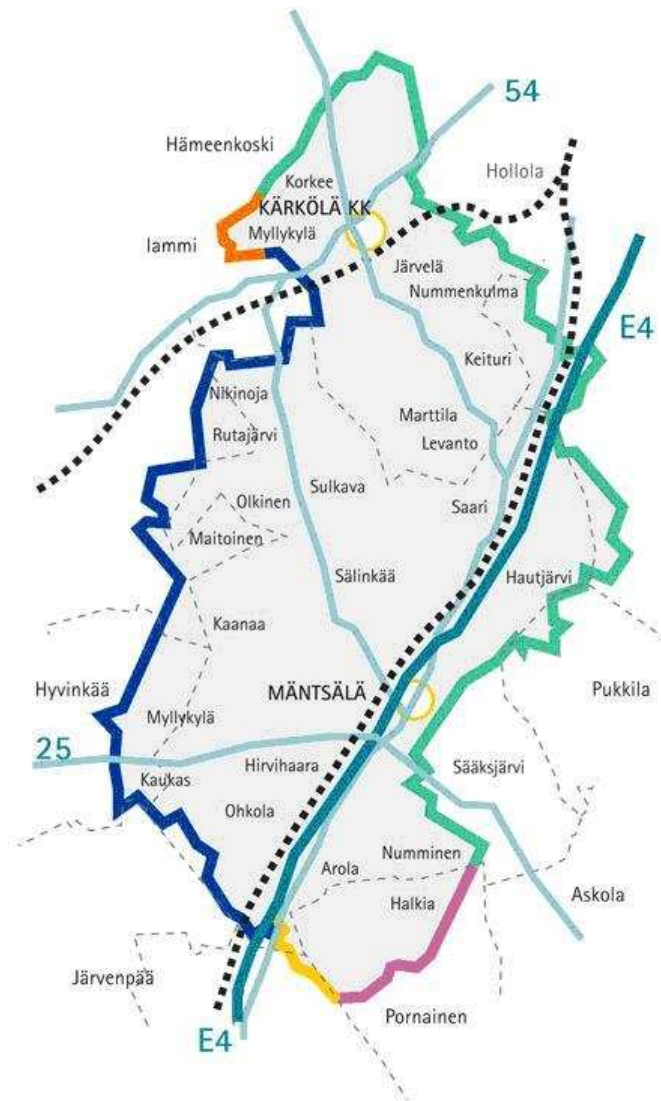 54
Hämeenkoski
Hollola
Korkee
KÄRKÖLÄ KK
Myllykylä
lammi
Järvelä
Nummenkulma
E4
Keituri
Nikinoja
Marttila
Rutajärvi
Levanto
Sulkava
Olkinen
Saari
Maitoinen
Sälinkää
Hautjärvi
Kaanaa
Hyvinkää
MÄNTSÄLÄ
Pukkila
Myllykylä
25
Hirvihaara
Sääksjärvi
Kaukas
Ohkola
Numminen
Arola
Askola
Halkia
Järvenpää
Pornainen
E4